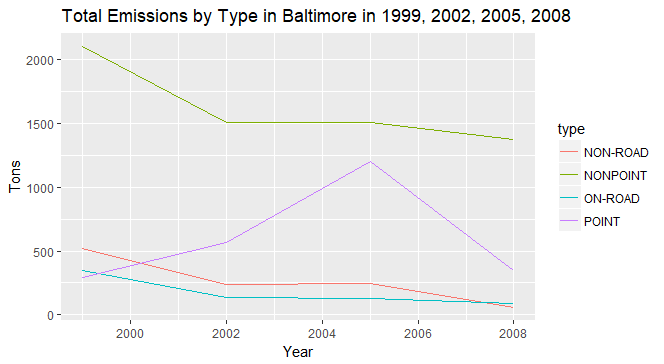 Total Emissions by Type in Baltimore in 1999, 2002, 2005, 2008
Tons
2000
1500
1000
500
0
2000
2002
2004
2006
2008
Year
type
NON-ROAD
NONPOINT
ON-ROAD
POINT